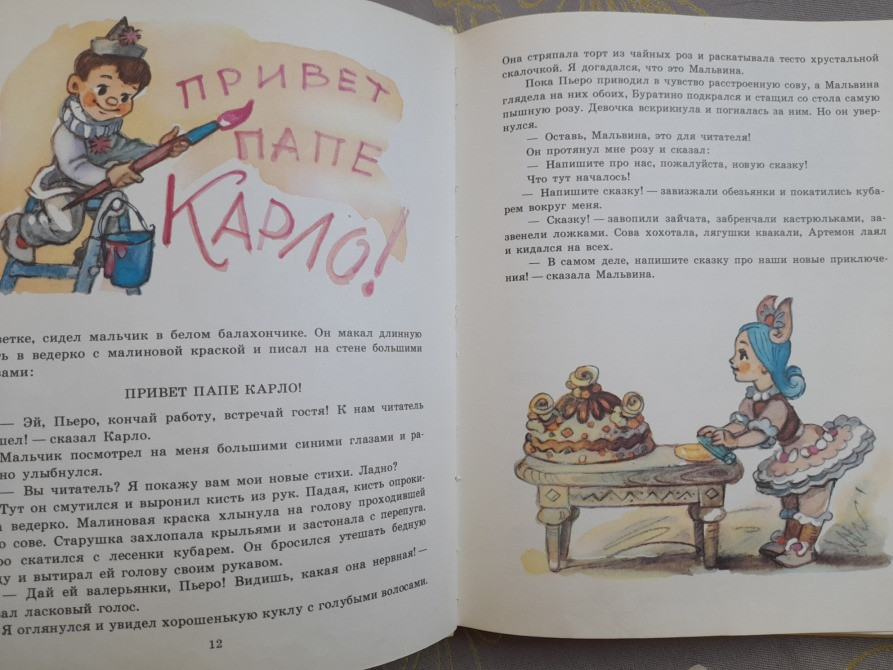 ПРИВЕТ
ПАПЕ
КАРЛО!
ветке, сидел мальчик в белом балахончике. Он макал длинную
ть в ведерко с малиновой краской и писал на стене большими
вами:
ПРИВЕТ ПАПЕ КАРЛО!
— Эй, Пьеро, кончай работу, встречай гостя! К нам читатель
шел! — сказал Карло.
Мальчик посмотрел на меня большими синими глазами и ра-
но улыбнулся.
— Вы читатель? Я покажу вам мои новые стихи. Ладно?
Тут он смутился и выронил кисть из рук. Падая, кисть опроки-
ведерко. Малиновая краска хлынула на голову проходившей
о сове. Старушка захлопала крыльями и застонала с перепуга.
ро скатился с лесенки кубарем. Он бросился утешать бедную
ду и вытирал ей голову своим рукавом.
— Дай ей валерьянки, Пьеро! Видишь, какая она нервная! —
зал ласковый голос.
Я оглянулся и увидел хорошенькую куклу с голубыми волосами.
12
Она стряпала торт из чайных роз и раскатывала тесто хрустальной
скалочкой. Я догадался, что это Мальвина.
Пока Пьеро приводил в чувство расстроенную сову, а Мальвина
глядела на них обоих, Буратино подкрался и стащил со стола самую
пышную розу. Девочка вскрикнула и погналась за ним. Но он увер-
нулся.
— Оставь, Мальвина, это для читателя!
Он протянул мне розу и сказал:
— Напишите про нас, пожалуйста, новую сказку!
Что тут началось!
— Напишите сказку! — завизжали обезьянки и покатились куба-
рем вокруг меня.
— Сказку! — завопили зайчата, забренчали кастрюльками, за-
звенели ложками. Сова хохотала, лягушки квакали, Артемон лаял
и кидался на всех.
— В самом деле, напишите сказку про наши новые приключе-
ния! — сказала Мальвина.